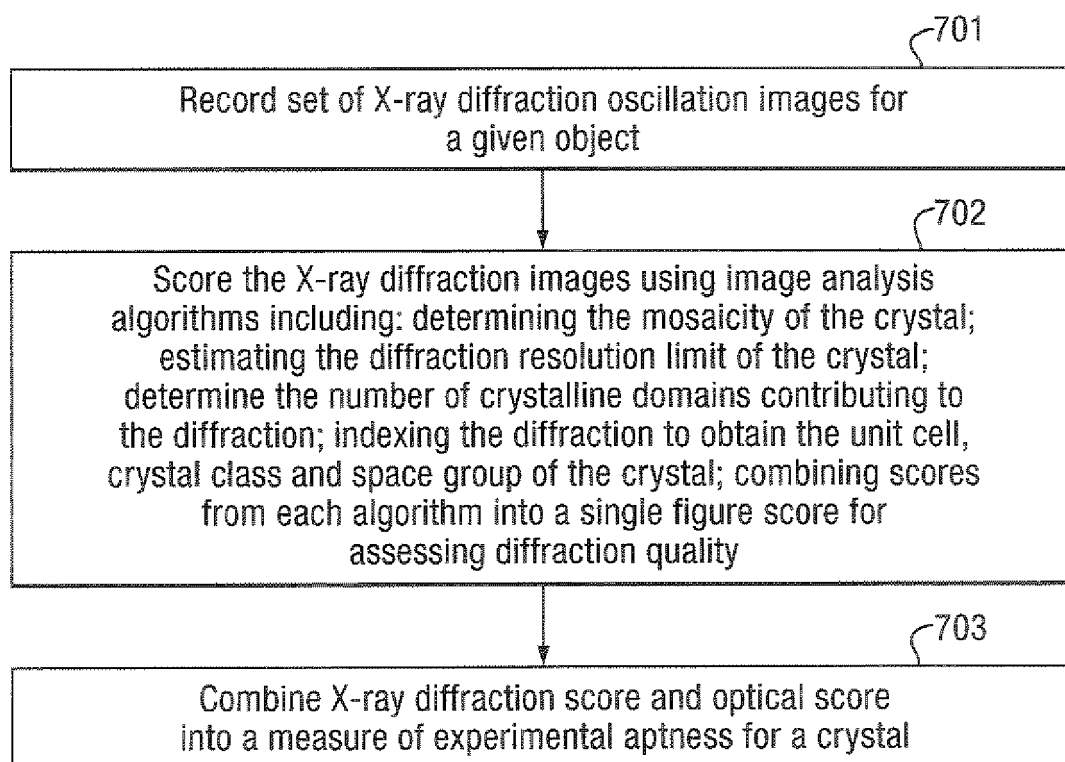 701
Record set of X-ray diffraction oscillation images for
a given object
702
Score the X-ray diffraction images using image analysis
algorithms including: determining the mosaicity of the crystal;
estimating the diffraction resolution limit of the crystal;
determine the number of crystalline domains contributing to
the diffraction; indexing the diffraction to obtain the unit cell,
crystal class and space group of the crystal; combining scores
from each algorithm into a single figure score for
assessing diffraction quality
703
Combine X-ray diffraction score and optical score
into a measure of experimental aptness for a crystal